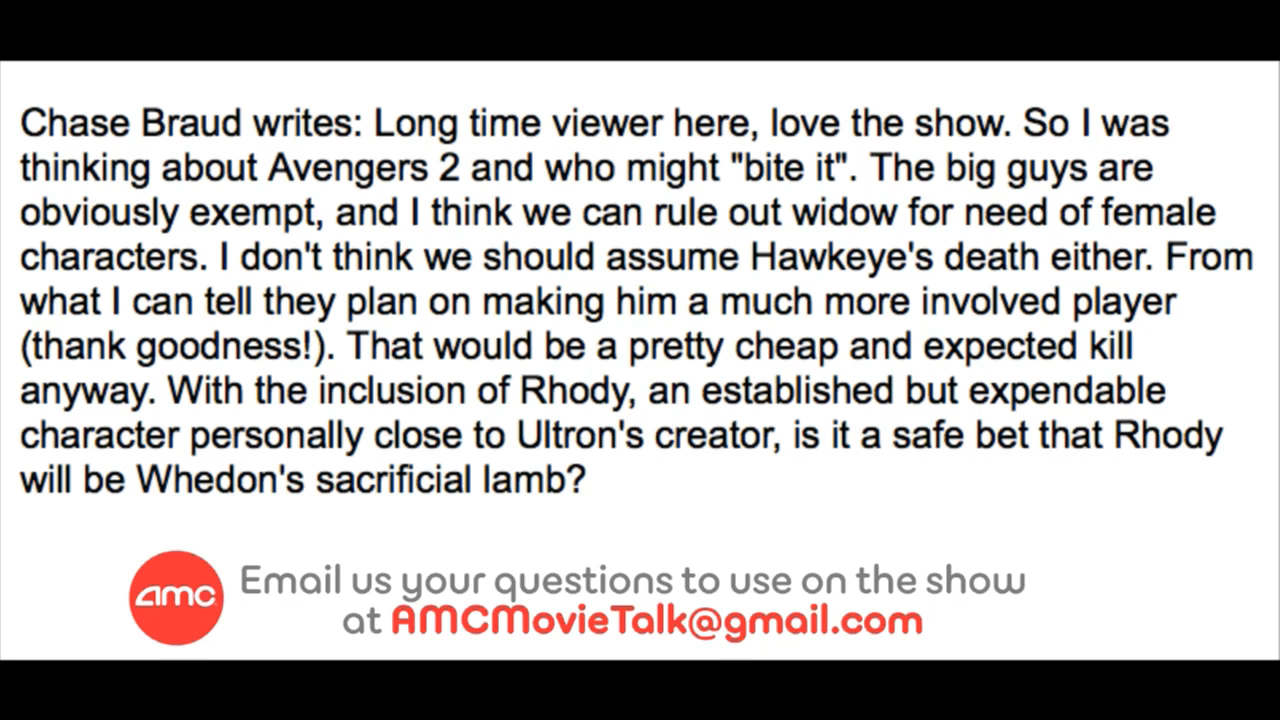 Chase Braud writes: Long time viewer here, love the show. So I was
thinking about Avengers 2 and who might "bite it". The big guys are
obviously exempt, and I think we can rule out widow for need of female
characters. I don't think we should assume Hawkeye's death either. From
what I can tell they plan on making him a much more involved player
(thank goodness!). That would be a pretty cheap and expected kill
anyway. With the inclusion of Rhody, an established but expendable
character personally close to Ultron's creator, is it a safe bet that Rhody
will be Whedon's sacrificial lamb?
amc
Email us your questions to use on the show
at AMCMovieTalk@gmail.com